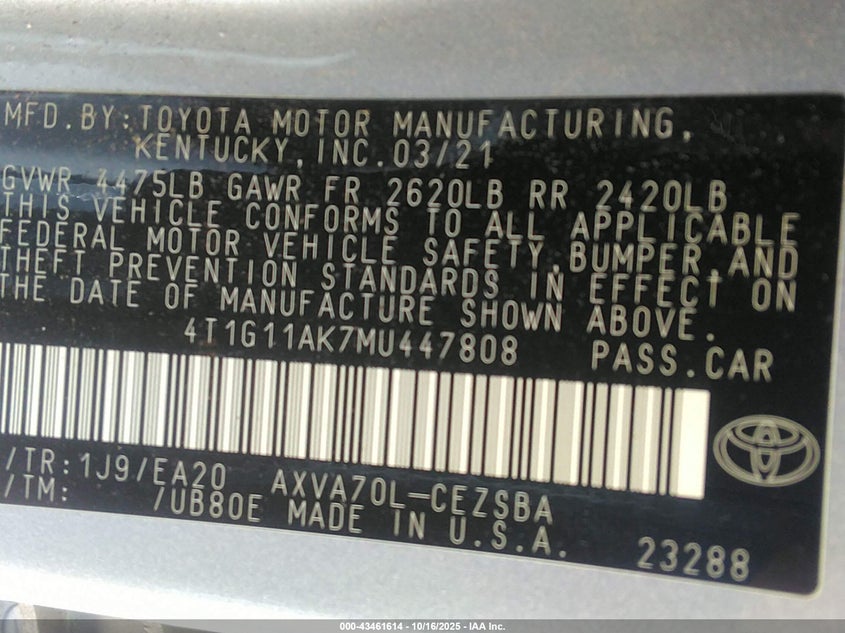 MFD. BY: TOYOTA MOTOR MANUFACTURING,
KENTUCKY, INC. 03/21
GVWR 4475LB GAWR FR 2620LB RR 2420LB
THIS VEHICLE CONFORMS TO ALL APPLICABLE
FEDERAL MOTOR VEHICLE SAFETY, BUMPER, AND
THEFT PREVENTION STANDARDS IN EFFECT ON
THE DATE OF MANUFACTURE SHOWN ABOVE.
4T1G11AK7MU447808 PASS. CAR
/TR: 1J9/EA20 AXVA70L-CEZSBA
/TM: /UB80E MADE IN U.S.A. 23288
000-43461614 - 10/16/2025 - IAA Inc.